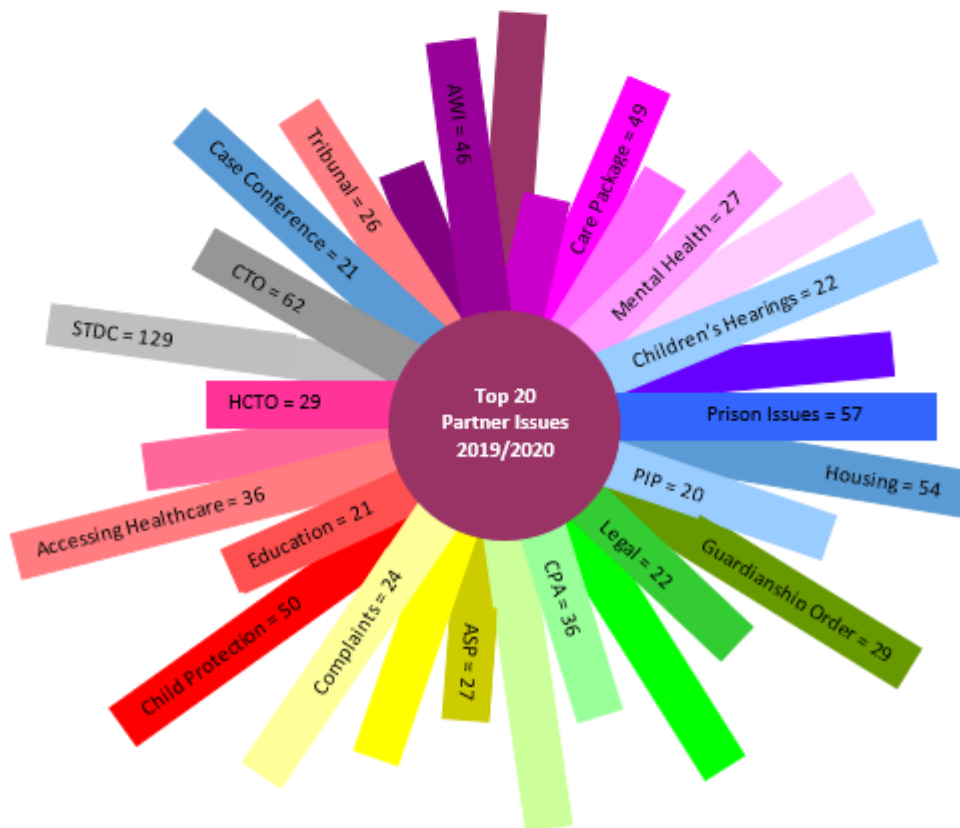 Top 20
Partner Issues
2019/2020
AWI = 46
Care Package = 49
Mental Health = 27
Children's Hearings = 22
Prison Issues = 57
Housing = 54
PIP = 20
Guardianship Order = 29
Legal = 22
CPA = 36
ASP = 27
Complaints = 24
Child Protection = 50
Education = 21
Accessing Healthcare = 36
HCTO = 29
STDC = 129
CTO = 62
Case Conference = 21
Tribunal = 26